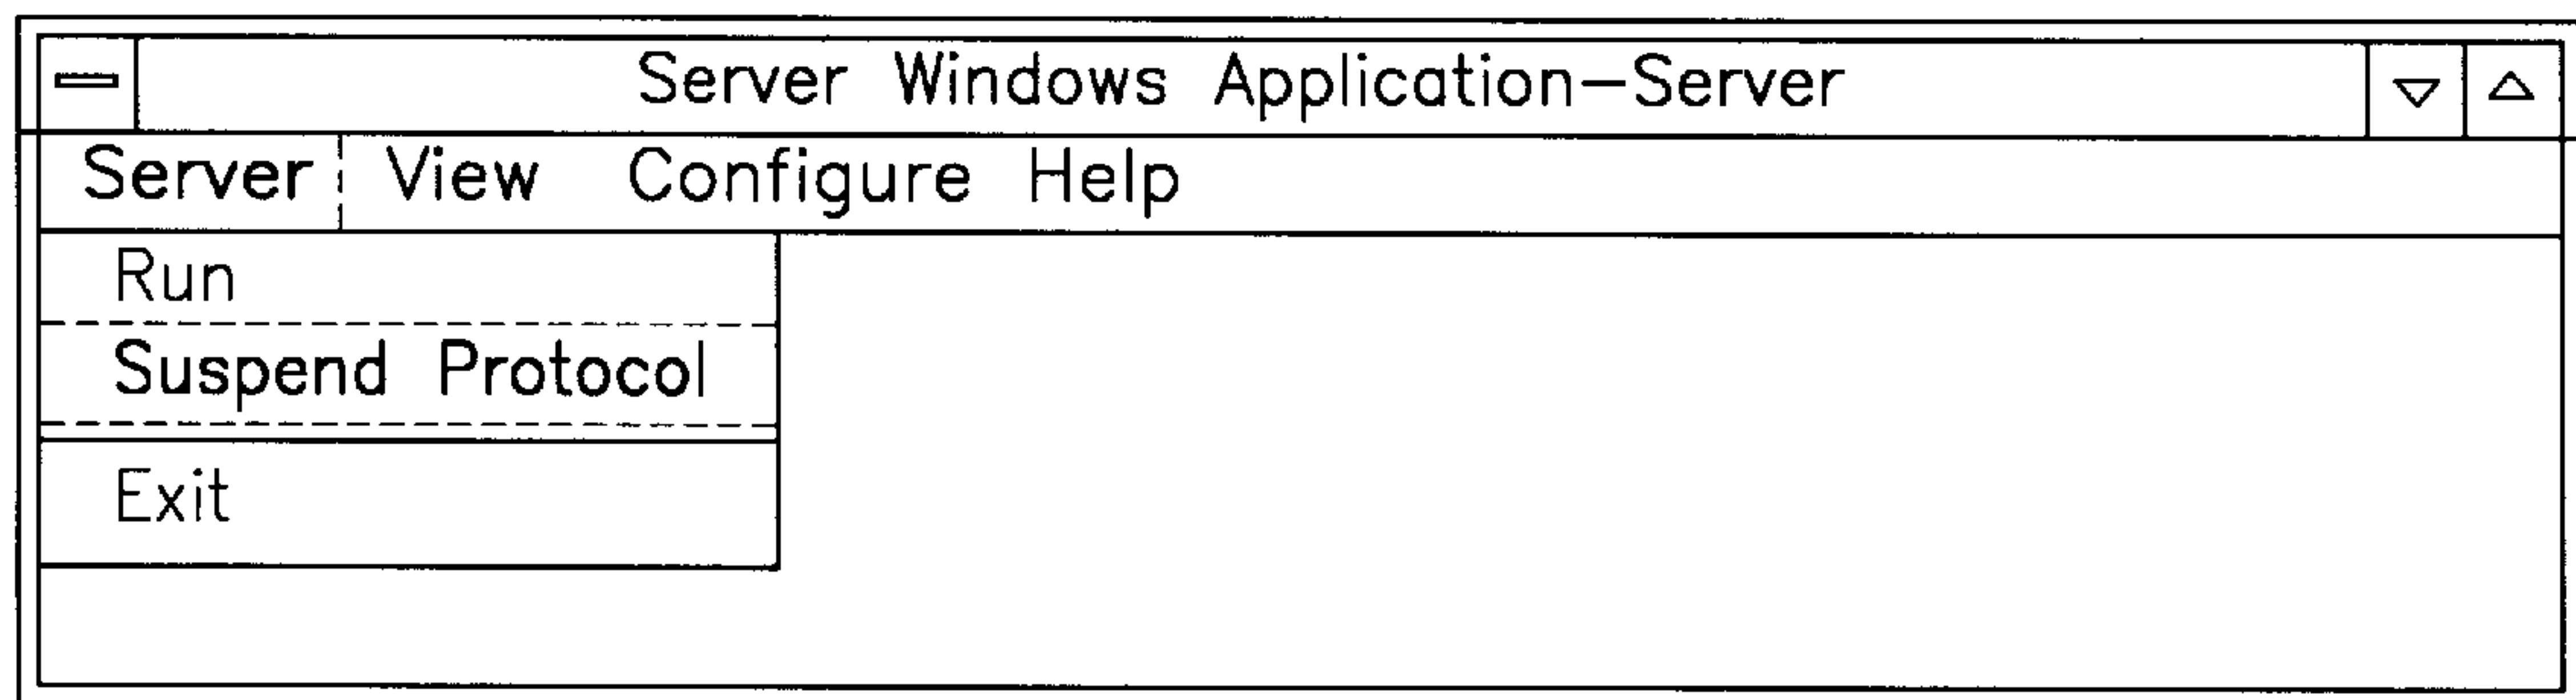 Server Windows Application-Server
Server View Configure Help
Run
Suspend Protocol
Exit